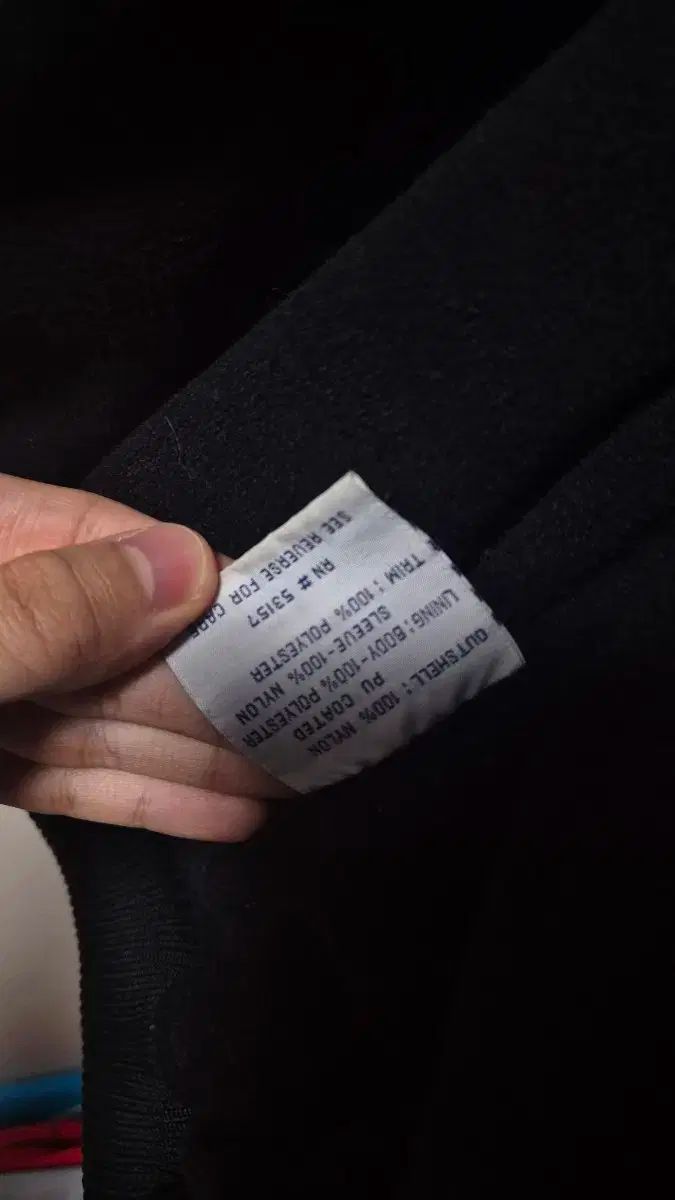 OUTSHELL : 100% NYLON
PU COATED
LINING : BODY-100% POLYESTER
SLEEVE-100% NYLON
TRIM : 100% POLYESTER
RN # 53157
SEE REVERSE FOR CARE